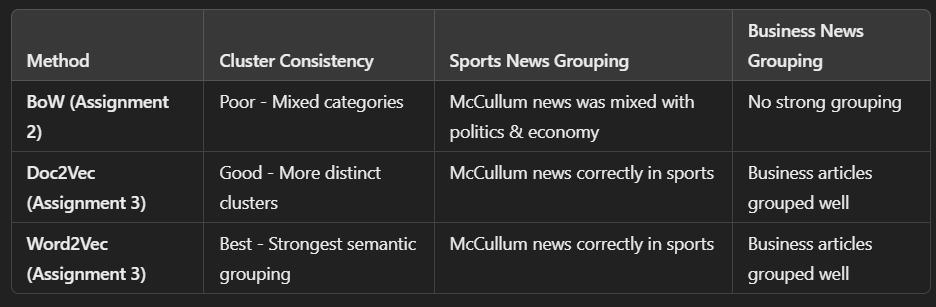 Method Cluster Consistency Sports News Grouping Business News
Grouping
BoW (Assignment Poor - Mixed categories McCullum news was mixed with No strong grouping
2) politics & economy
Doc2Vec Good - More distinct McCullum news correctly in sports Business articles
(Assignment 3) clusters grouped well
Word2Vec Best - Strongest semantic McCullum news correctly in sports Business articles
(Assignment 3) grouping grouped well